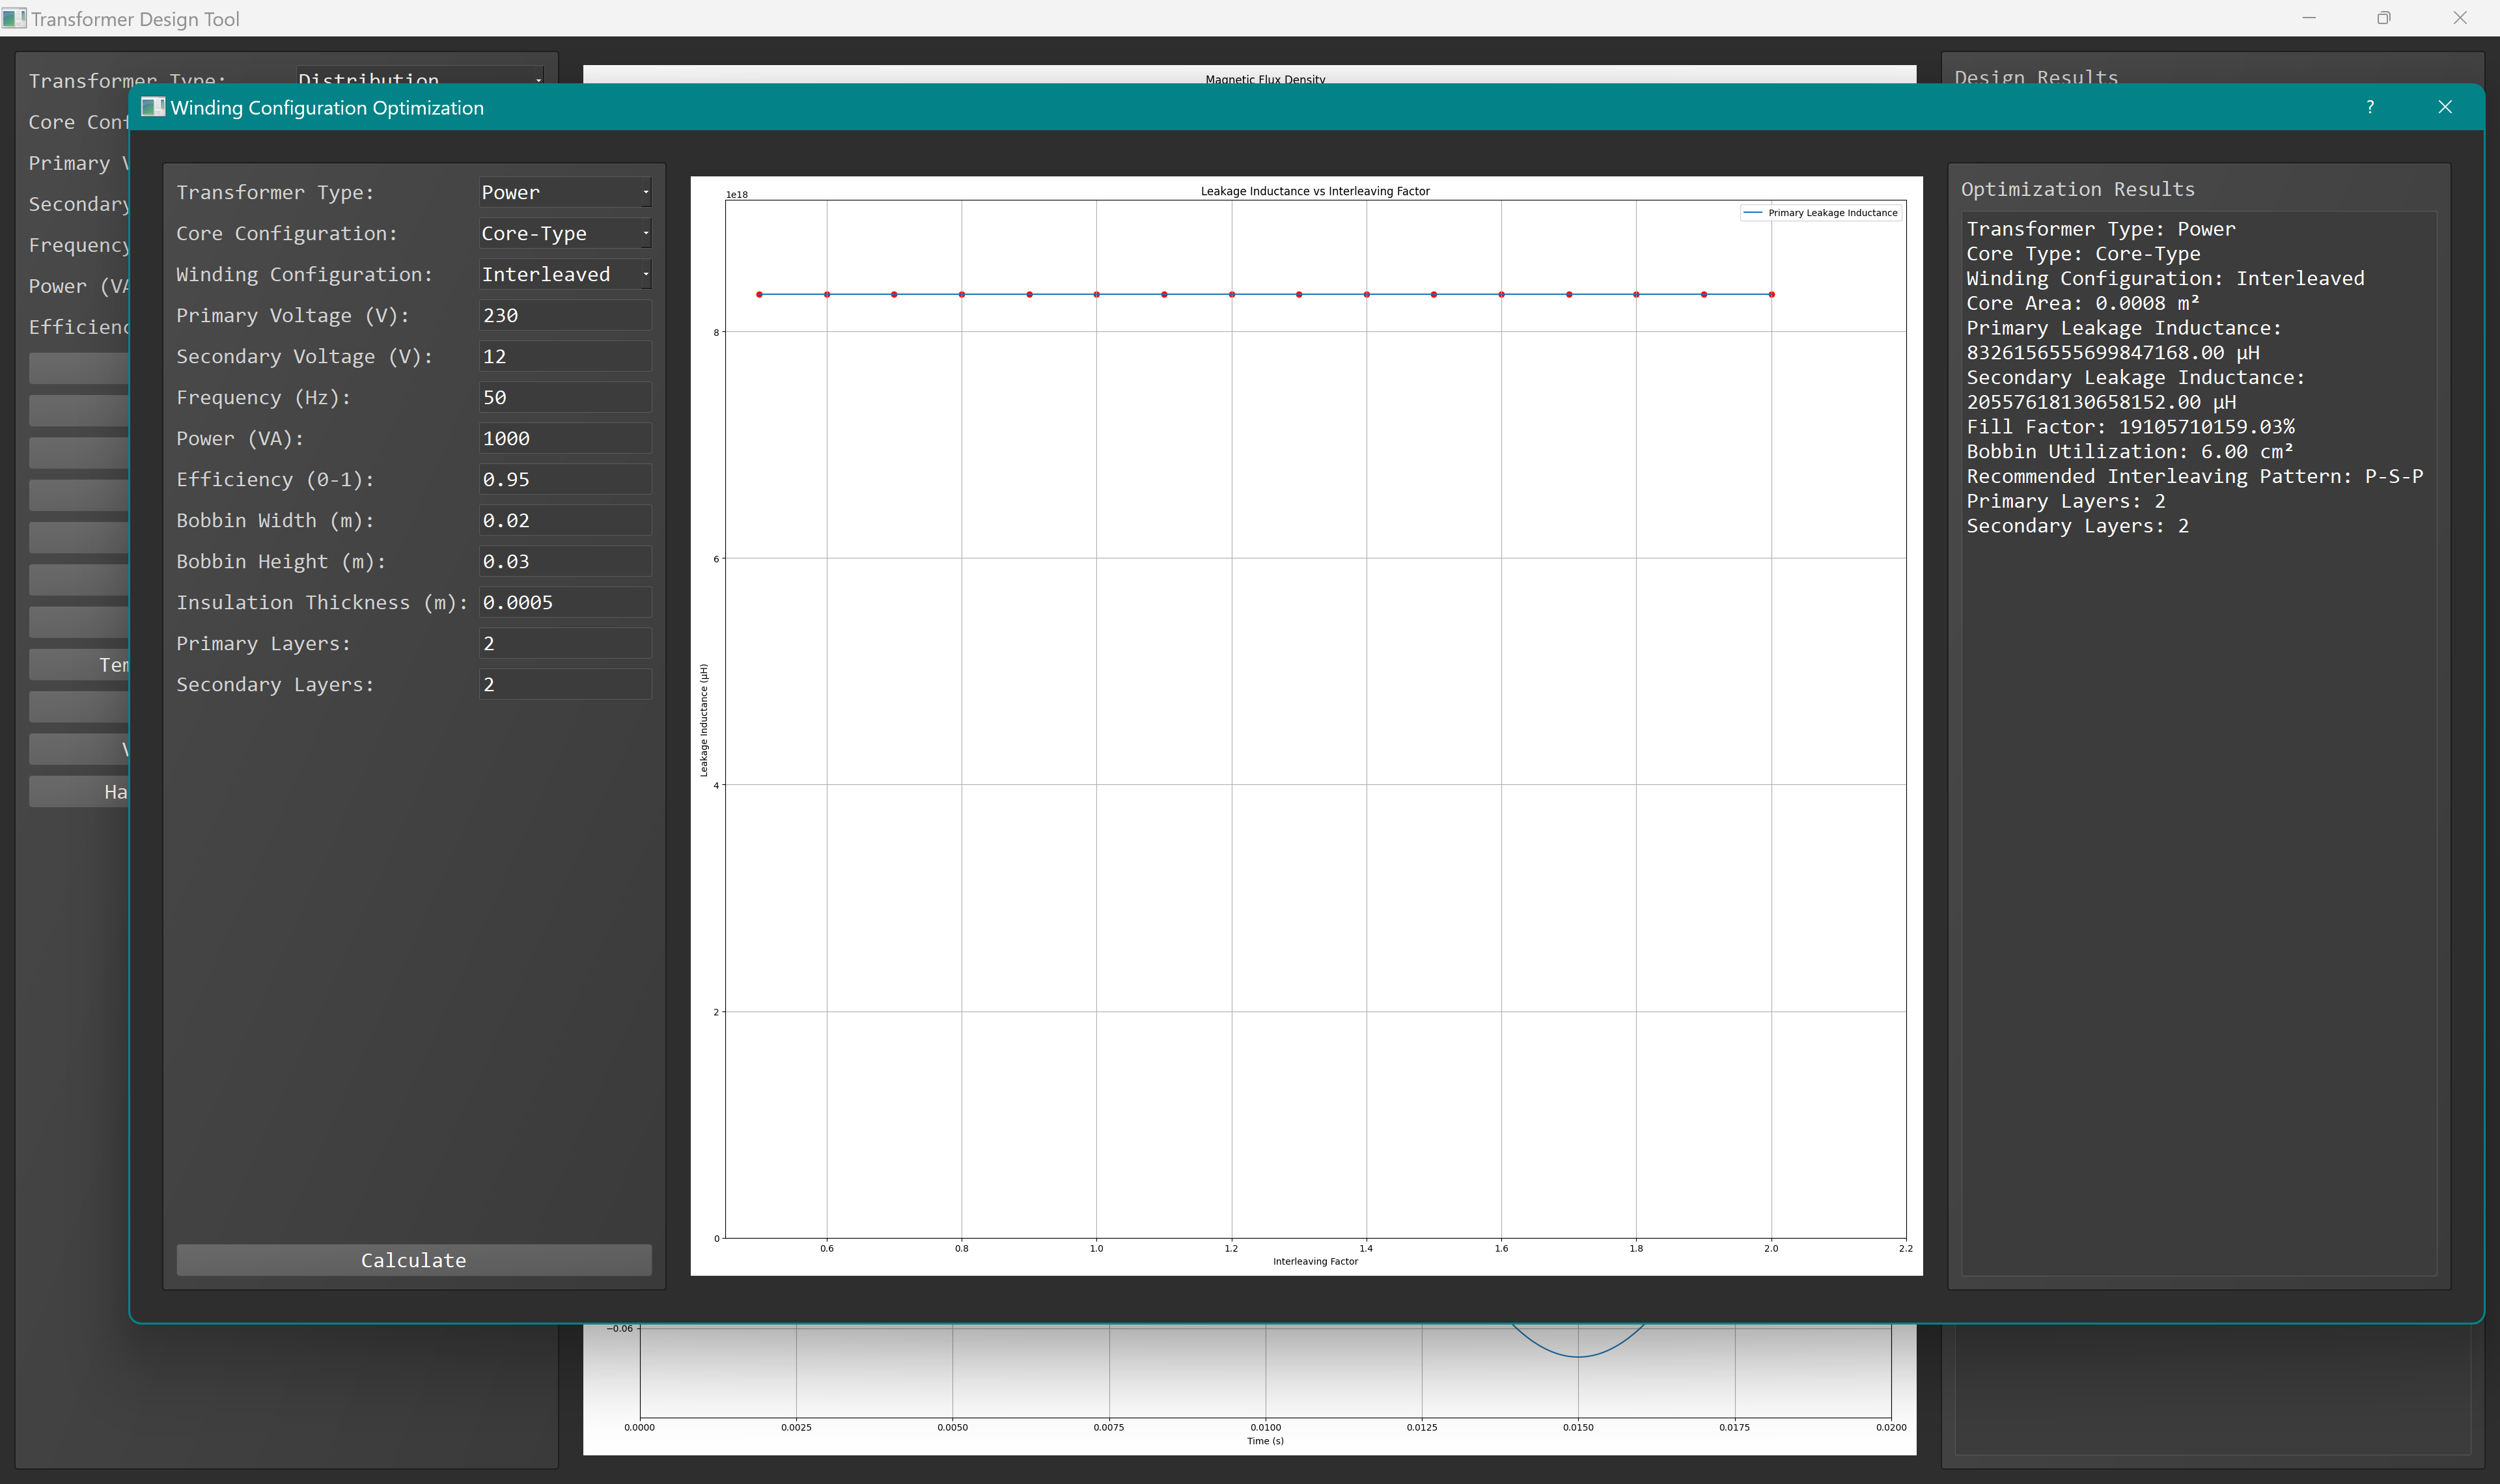 Transformer Design Tool
Transformer Type: Distribution
Magnetic Flux Density
Design Results
Core Conf
Primary V
Secondary
Frequency
Power (VA
Efficienc
Ten
V
Ha
Winding Configuration Optimization
?
Transformer Type: Power
Core Configuration: Core-Type
Winding Configuration: Interleaved
Primary Voltage (V): 230
Secondary Voltage (V): 12
Frequency (Hz): 50
Power (VA): 1000
Efficiency (0-1): 0.95
Bobbin Width (m): 0.02
Bobbin Height (m): 0.03
Insulation Thickness (m): 0.0005
Primary Layers: 2
Secondary Layers: 2
Calculate
Leakage Inductance vs Interleaving Factor
1e18
Primary Leakage Inductance
8
6
4
2
0
Leakage Inductance (µH)
0.6 0.8 1.0 1.2 1.4 1.6 1.8 2.0 2.2
Interleaving Factor
Optimization Results
Transformer Type: Power
Core Type: Core-Type
Winding Configuration: Interleaved
Core Area: 0.0008 m²
Primary Leakage Inductance:
8326156555699847168.00 µH
Secondary Leakage Inductance:
20557618130658152.00 µH
Fill Factor: 19105710159.03%
Bobbin Utilization: 6.00 cm²
Recommended Interleaving Pattern: P-S-P
Primary Layers: 2
Secondary Layers: 2
−0.06
0.0000 0.0025 0.0050 0.0075 0.0100 0.0125 0.0150 0.0175 0.0200
Time (s)